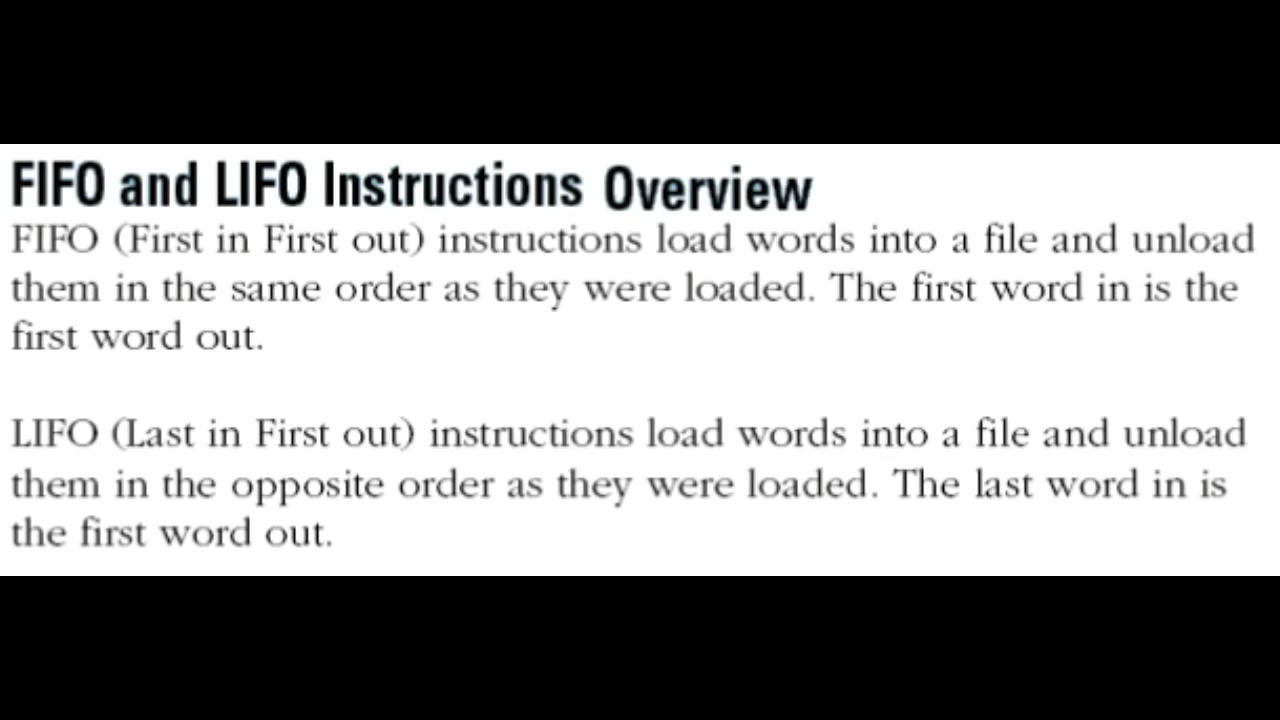 FIFO and LIFO Instructions Overview
FIFO (First in First out) instructions load words into a file and unload
them in the same order as they were loaded. The first word in is the
first word out.
LIFO (Last in First out) instructions load words into a file and unload
them in the opposite order as they were loaded. The last word in is
the first word out.